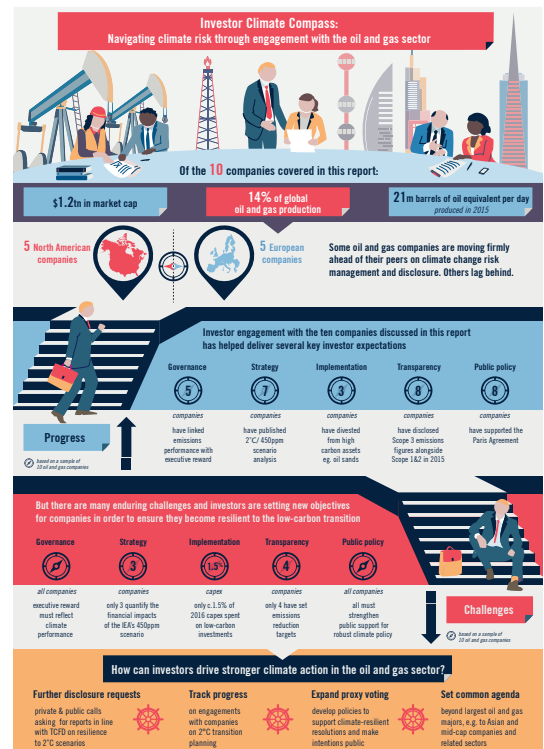 Investor Climate Compass:
Navigating climate risk through engagement with the oil and gas sector
Of the 10 companies covered in this report:
$1.2tn in market cap
14% of global
oil and gas production
21m barrels of oil equivalent per day
produced in 2015
5 North American
companies
5 European
companies
Some oil and gas companies are moving firmly
ahead of their peers on climate change risk
management and disclosure. Others lag behind.
Investor engagement with the ten companies discussed in this report
has helped deliver several key investor expectations
Governance
5
companies
have linked
emissions
performance with
executive reward
Strategy
7
companies
have published
2°C/ 450ppm
scenario
analysis
Implementation
3
companies
have divested
from high
carbon assets
eg. oil sands
Transparency
8
companies
have disclosed
Scope 3 emissions
figures alongside
Scope 1&2 in 2015
Public policy
8
companies
have supported the
Paris Agreement
Progress
based on a sample of
10 oil and gas companies
But there are many enduring challenges and investors are setting new objectives
for companies in order to ensure they become resilient to the low-carbon transition
Governance
all companies
executive reward
must reflect
climate
performance
Strategy
3
companies
only 3 quantify the
financial impacts
of the IEA's 450ppm
scenario
Implementation
1.5%
capex
only c.1.5% of
2016 capex spent
on low-carbon
investments
Transparency
4
companies
only 4 have set
emissions
reduction
targets
Public policy
all companies
all must
strengthen
public support for
robust climate policy
Challenges
based on a sample of
10 oil and gas companies
How can investors drive stronger climate action in the oil and gas sector?
Further disclosure requests
private & public calls
asking for reports in line
with TCFD on resilience
to 2°C scenarios
Track progress
on engagements
with companies
on 2°C transition
planning
Expand proxy voting
develop policies to
support climate-resilient
resolutions and make
intentions public
Set common agenda
beyond largest oil and gas
majors, e.g. to Asian and
mid-cap companies and
related sectors